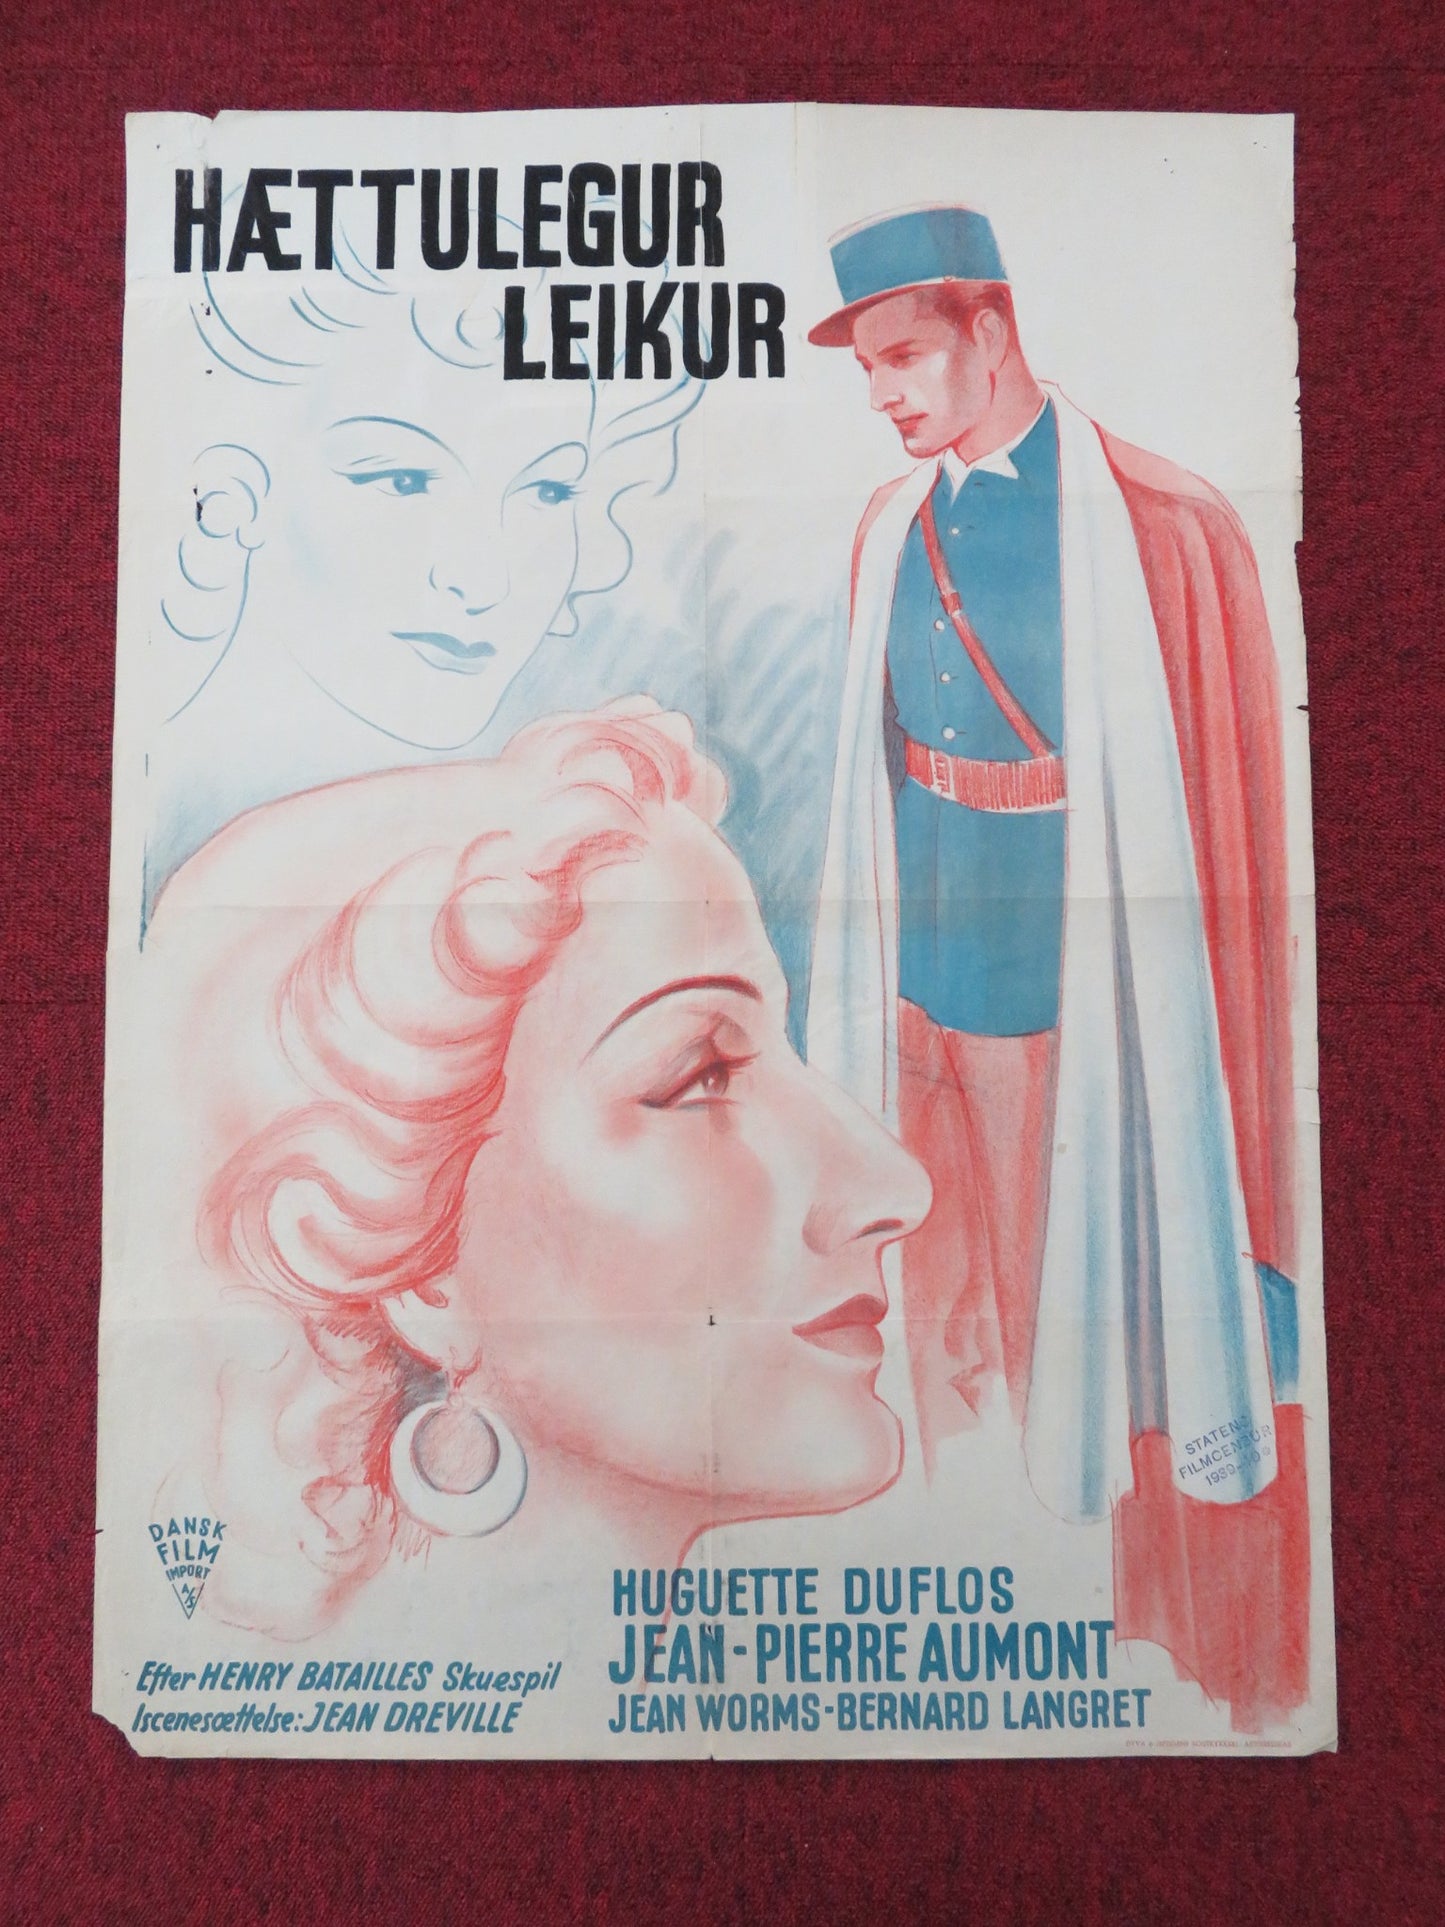 HÆTTULEGUR
LEIKUR
STATENS
FILMCENSUR
DANSK
FILM
IMPORT
A/S
HUGUETTE DUFLOS
JEAN-PIERRE AUMONT
JEAN WORMS-BERNARD LANGRET
Efter HENRY BATAILLES Skuespil
Iscenesættelse: JEAN DREVILLE